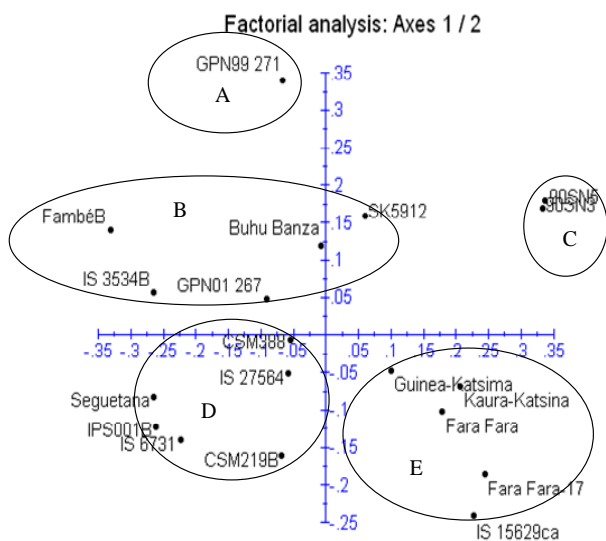 Factorial analysis: Axes 1 / 2
GPN99 271
.35
A
.3
.25
.2
B
90SN5
90SN3
FambéB
SK5912
.15
Buhu Banza
C
.1
IS 3534B
GPN01 267
.05
-.35 -.3 -.25 -.2 -.15 -.1 -.05 .05 .1 .15 .2 .25 .3 .35
CSM388
-.05
IS 27564
Guinea-Katsima
Kaura-Katsina
Seguetana
D
-.1
Fara Fara
IPS001B
IS 6731
-.15
CSM219B
E
-.2
Fara Fara-17
-.25
IS 15629ca